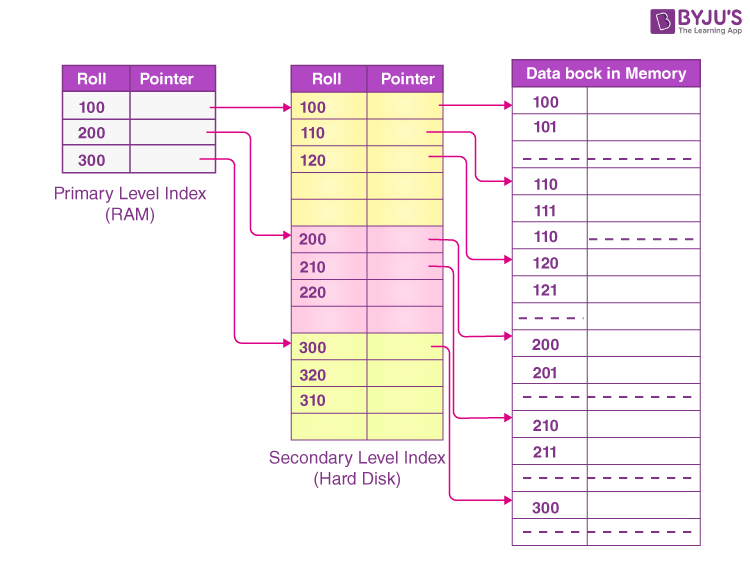 BYJU'S
The Learning App
Roll Pointer
100
200
300
Primary Level Index
(RAM)
Roll Pointer
100
110
120
200
210
220
300
320
310
Secondary Level Index
(Hard Disk)
Data bock in Memory
100
101
110
111
110
120
121
200
201
210
211
300